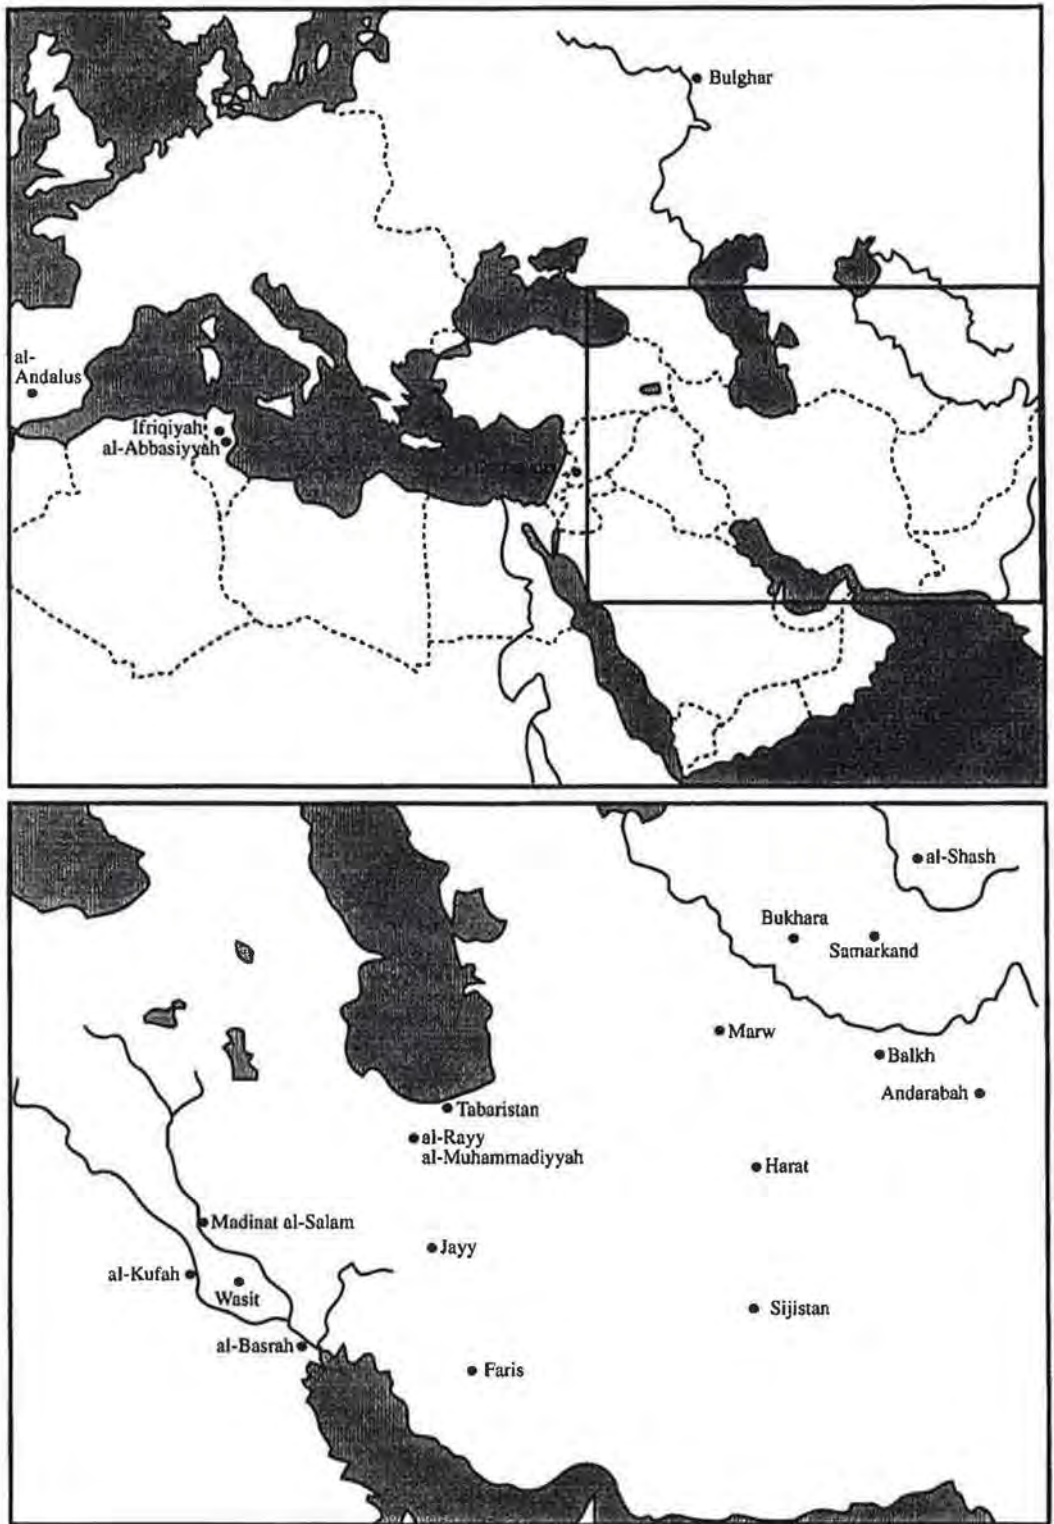 Bulghar
al-
Andalus
Ifriqiyah
al-Abbasiyyah
al-Shash
Bukhara
Samarkand
Marw
Balkh
Andarabah
Tabaristan
al-Rayy
al-Muhammadiyyah
Harat
Madinat al-Salam
Jayy
al-Kufah
Wasit
Sijistan
al-Basrah
Faris